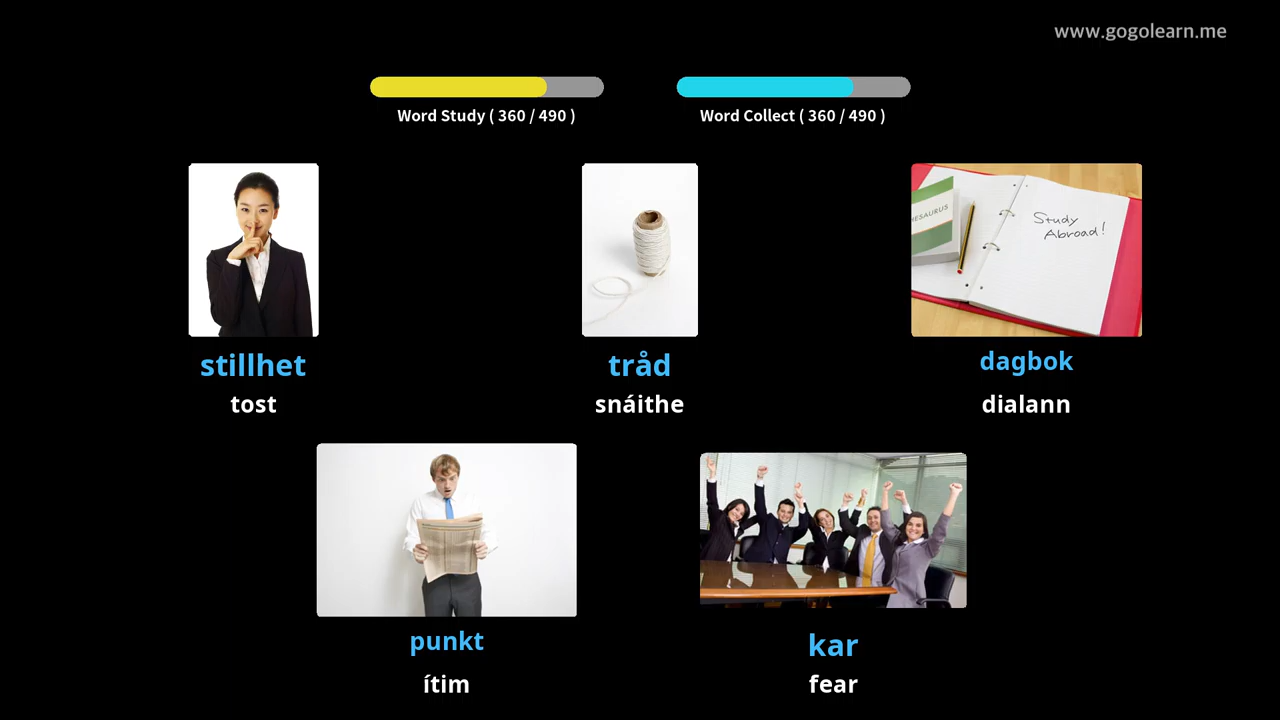 www.gogolearn.me
Word Study ( 360 / 490 )
Word Collect ( 360 / 490 )
THESAURUS
Study
Abroad!
stillhet
tråd
dagbok
tost
snáithe
dialann
punkt
kar
ítim
fear